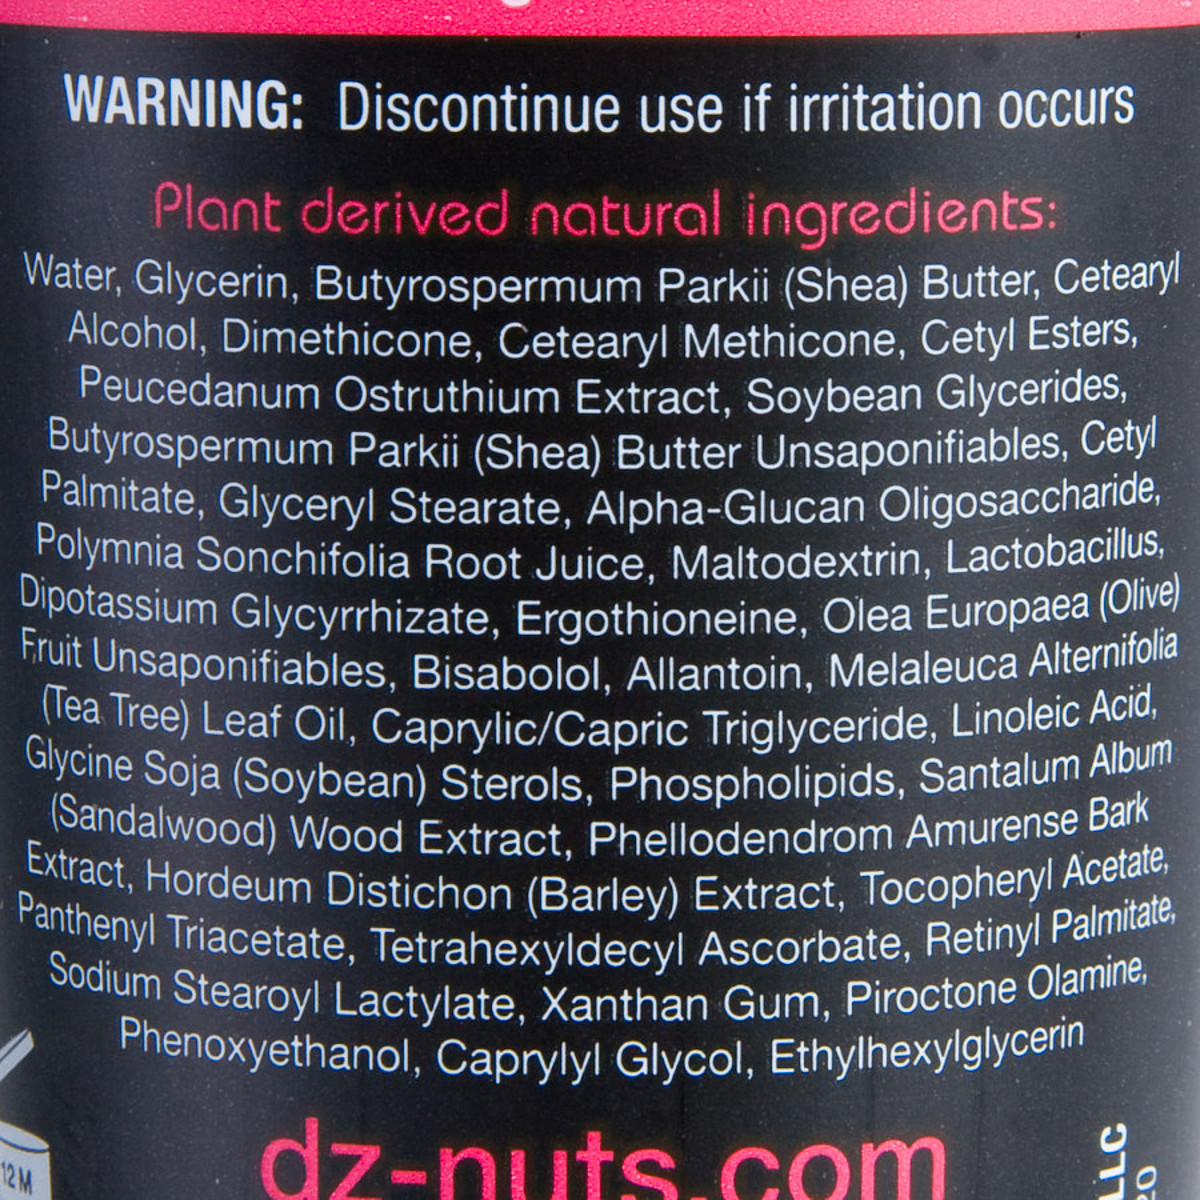 WARNING: Discontinue use if irritation occurs
Plant derived natural ingredients:
Water, Glycerin, Butyrospermum Parkii (Shea) Butter, Cetearyl
Alcohol, Dimethicone, Cetearyl Methicone, Cetyl Esters,
Peucedanum Ostruthium Extract, Soybean Glycerides,
Butyrospermum Parkii (Shea) Butter Unsaponifiables, Cetyl
Palmitate, Glyceryl Stearate, Alpha-Glucan Oligosaccharide,
Polymnia Sonchifolia Root Juice, Maltodextrin, Lactobacillus,
Dipotassium Glycyrrhizate, Ergothioneine, Olea Europaea (Olive)
Fruit Unsaponifiables, Bisabolol, Allantoin, Melaleuca Alternifolia
(Tea Tree) Leaf Oil, Caprylic/Capric Triglyceride, Linoleic Acid,
Glycine Soja (Soybean) Sterols, Phospholipids, Santalum Album
(Sandalwood) Wood Extract, Phellodendrom Amurense Bark
Extract, Hordeum Distichon (Barley) Extract, Tocopheryl Acetate,
Panthenyl Triacetate, Tetrahexyldecyl Ascorbate, Retinyl Palmitate,
Sodium Stearoyl Lactylate, Xanthan Gum, Piroctone Olamine,
Phenoxyethanol, Caprylyl Glycol, Ethylhexylglycerin
dz-nuts.com
12M
LLC